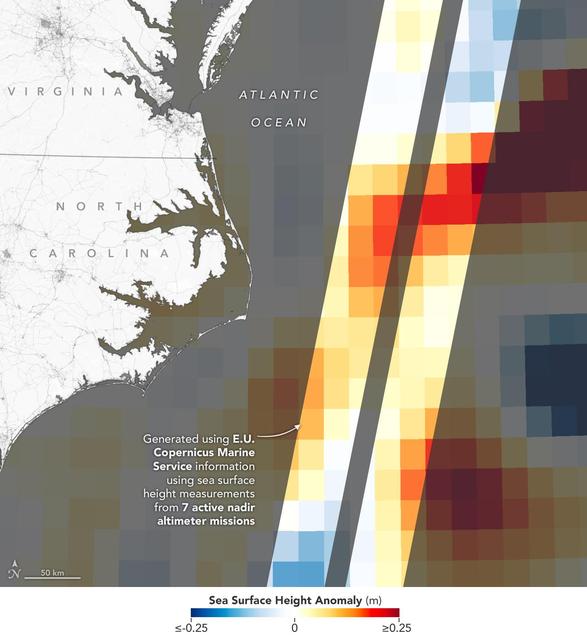 VIRGINIA
ATLANTIC
OCEAN
NORTH
CAROLINA
Generated using E.U.
Copernicus Marine
Service information
using sea surface
height measurements
from 7 active nadir
altimeter missions
N
50 km
Sea Surface Height Anomaly (m)
≤-0.25 0 ≥0.25